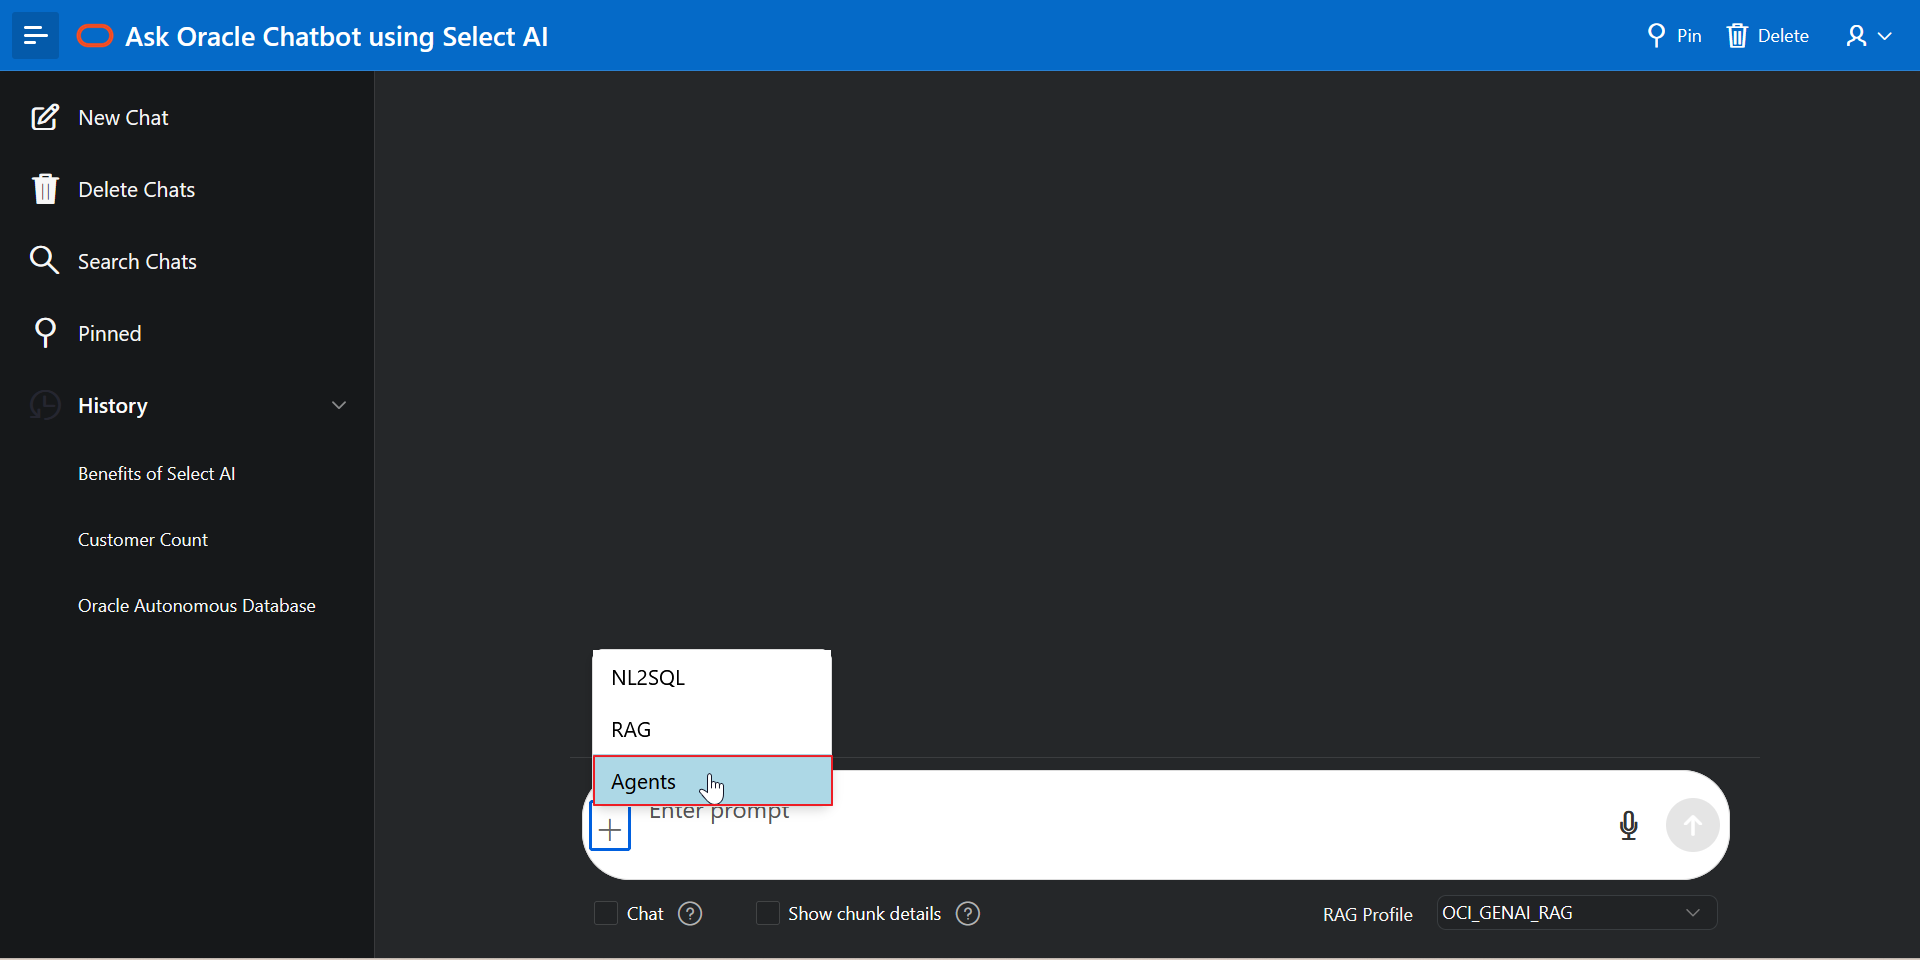 Ask Oracle Chatbot using Select AI
Pin
Delete
New Chat
Delete Chats
Search Chats
Pinned
History
Benefits of Select AI
Customer Count
Oracle Autonomous Database
NL2SQL
RAG
Agents
Enter prompt
Chat
Show chunk details
RAG Profile
OCI_GENAI_RAG